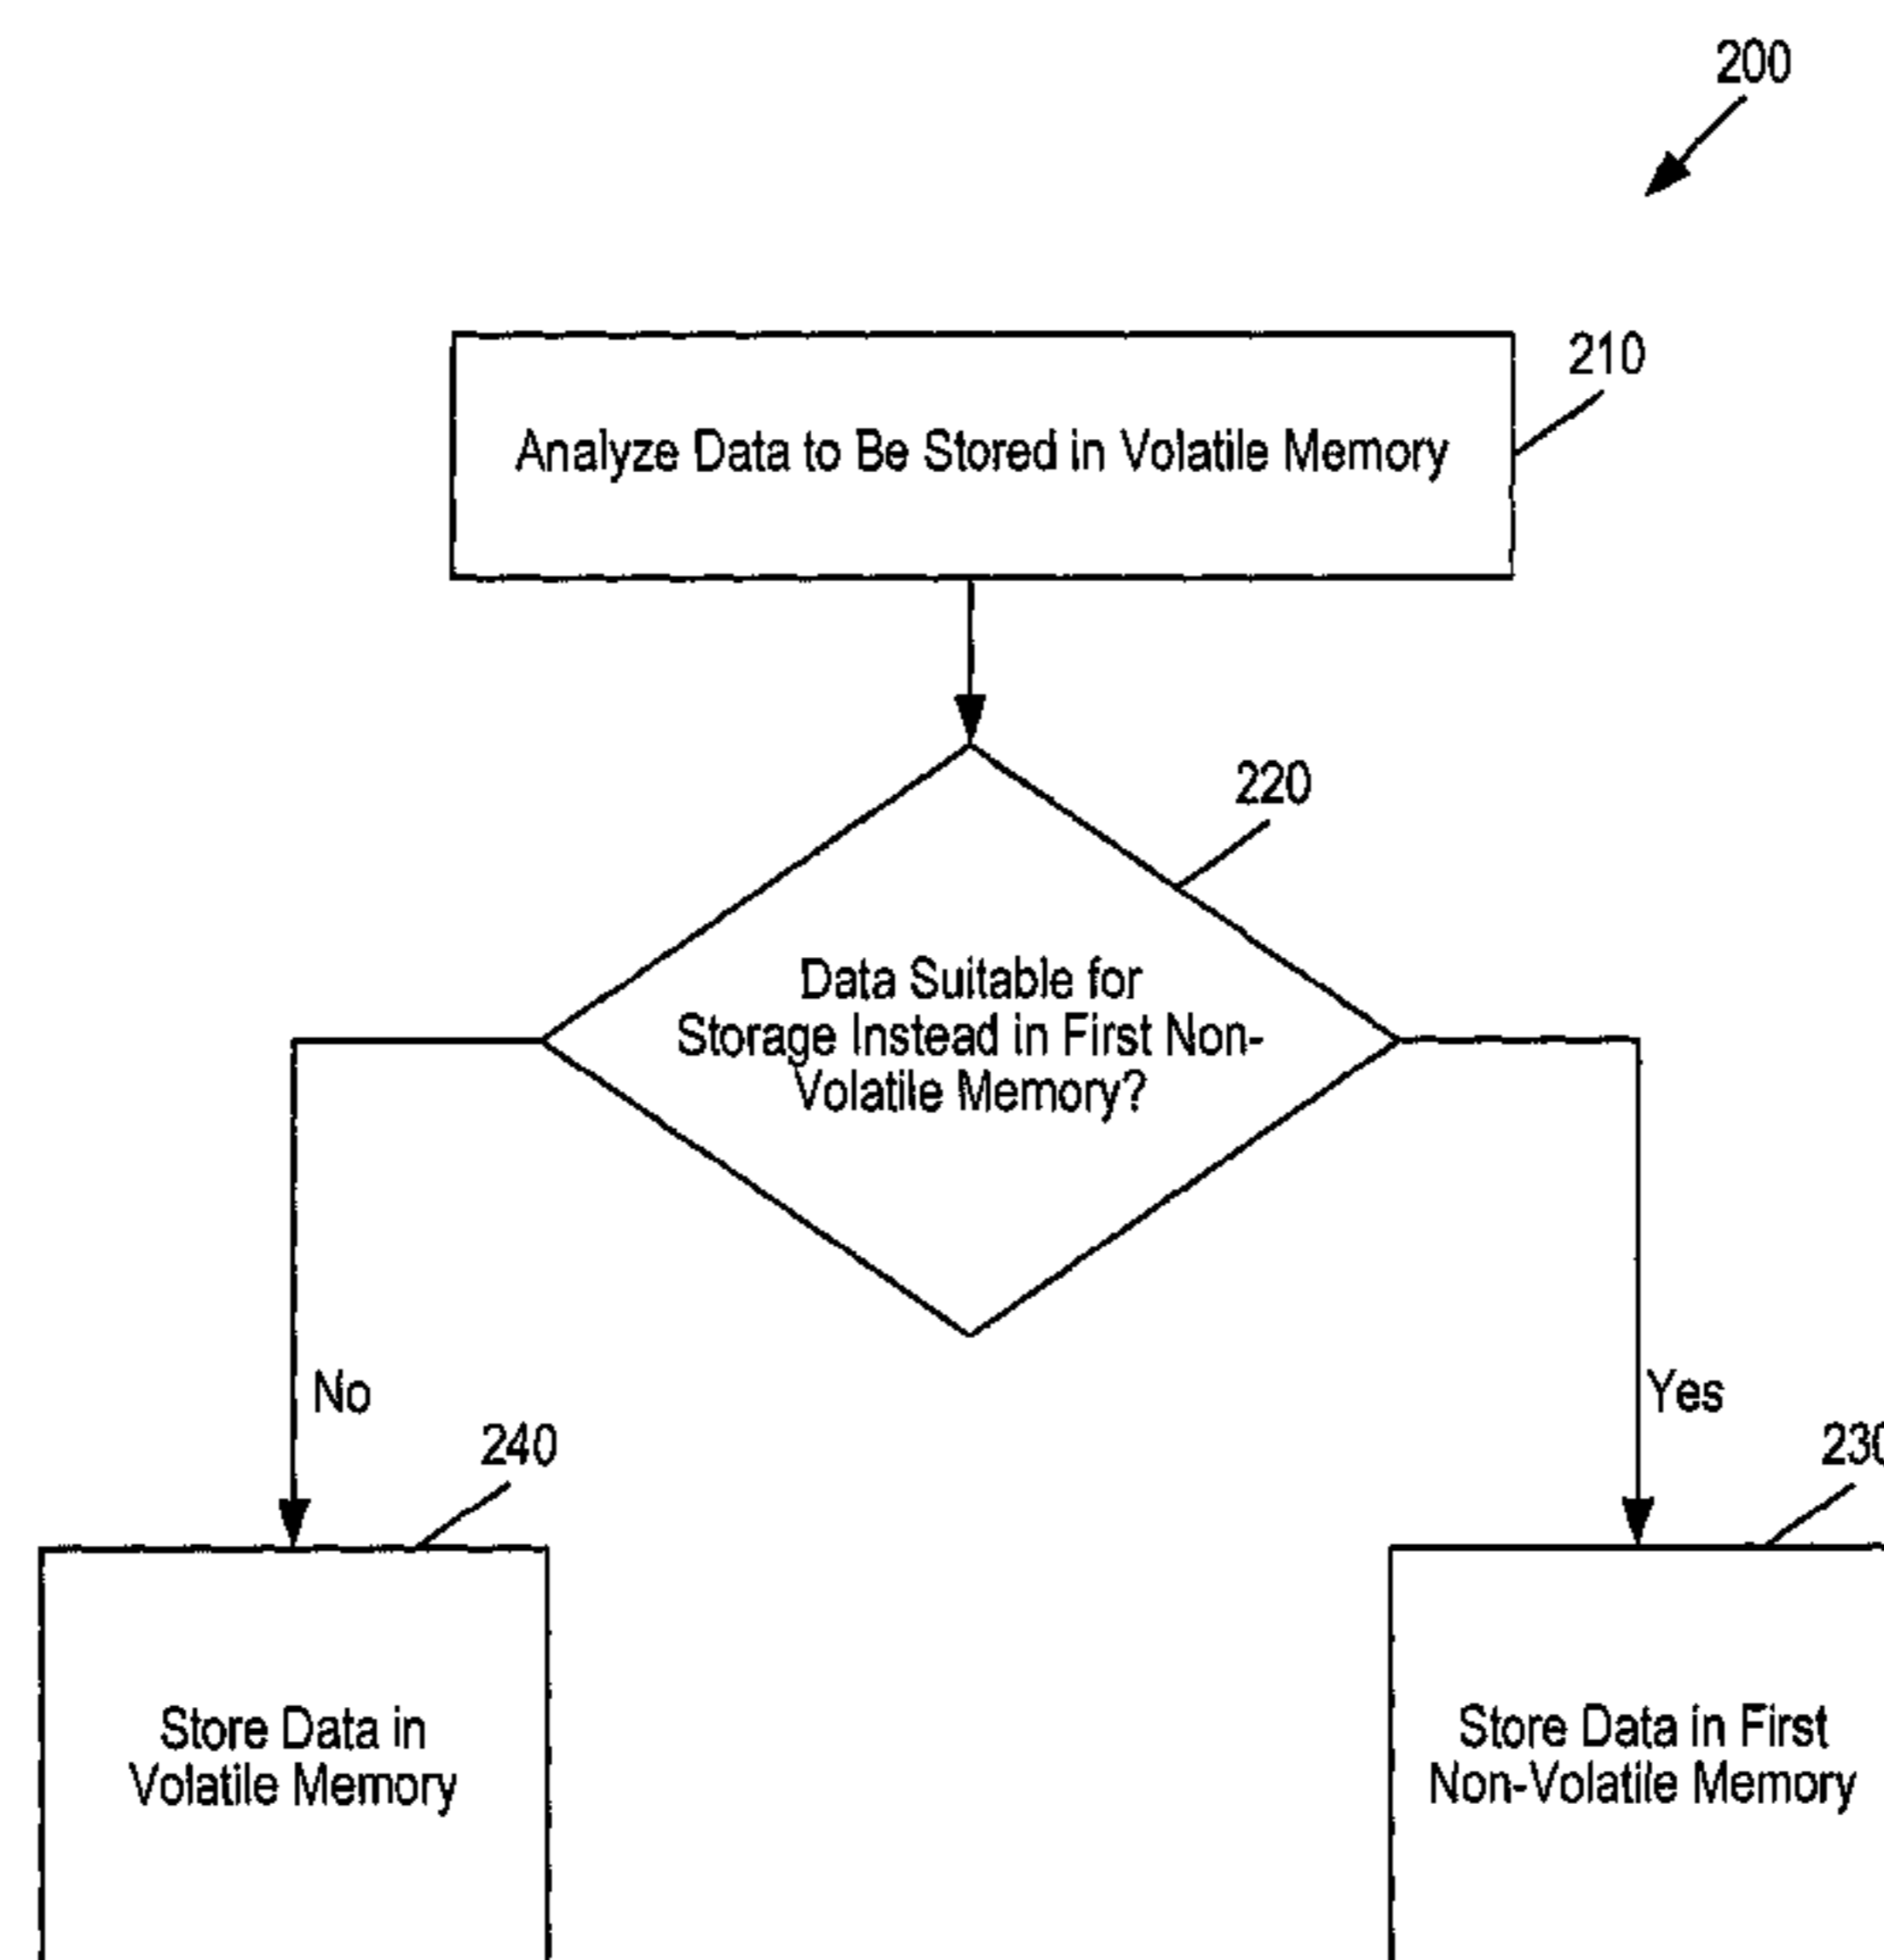 200
210
Analyze Data to Be Stored in Volatile Memory
220
Data Suitable for
Storage Instead in First Non-
Volatile Memory?
No
Yes
240
230
Store Data in
Volatile Memory
Store Data in First
Non-Volatile Memory